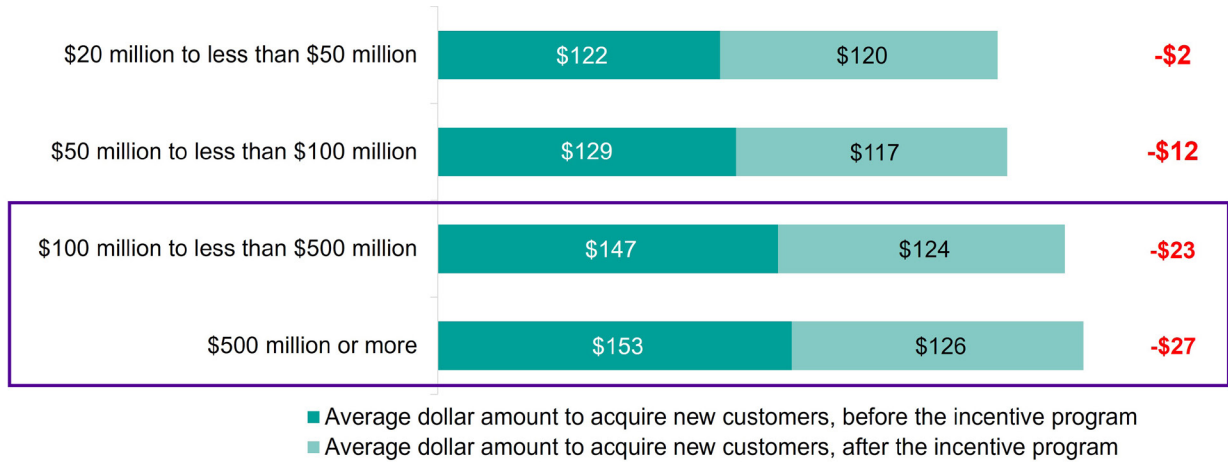 $20 million to less than $50 million $122 $120 -$2
$50 million to less than $100 million $129 $117 -$12
$100 million to less than $500 million $147 $124 -$23
$500 million or more $153 $126 -$27
Average dollar amount to acquire new customers, before the incentive program
Average dollar amount to acquire new customers, after the incentive program